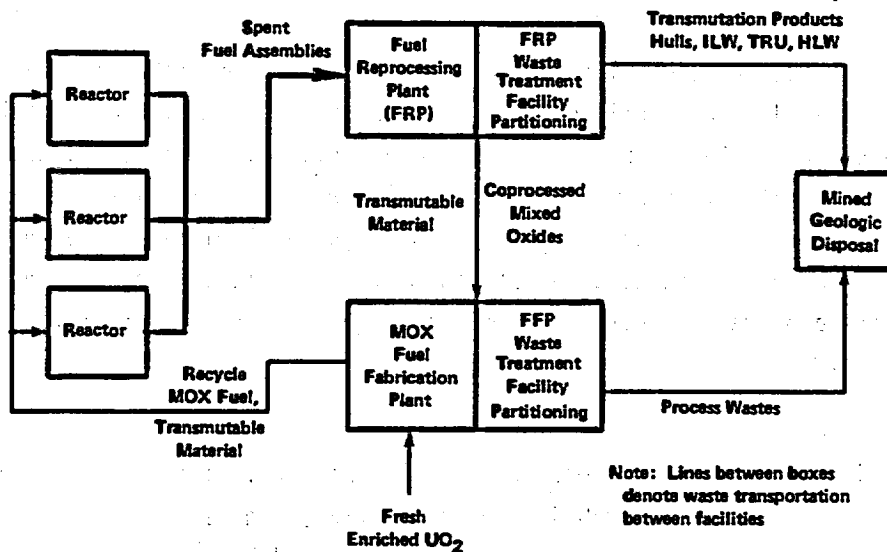 Spent
Fuel Assemblies
Fuel
Reprocessing
Plant
(FRP)
FRP
Waste
Treatment
Facility
Partitioning
Transmutation Products
Hulls, ILW, TRU, HLW
Reactor
Reactor
Reactor
Transmutable
Material
Coprocessed
Mixed
Oxides
Mined
Geologic
Disposal
Recycle
MOX Fuel,
Transmutable
Material
MOX
Fuel
Fabrication
Plant
FFP
Waste
Treatment
Facility
Partitioning
Process Wastes
Fresh
Enriched UO₂
Note: Lines between boxes
denote waste transportation
between facilities